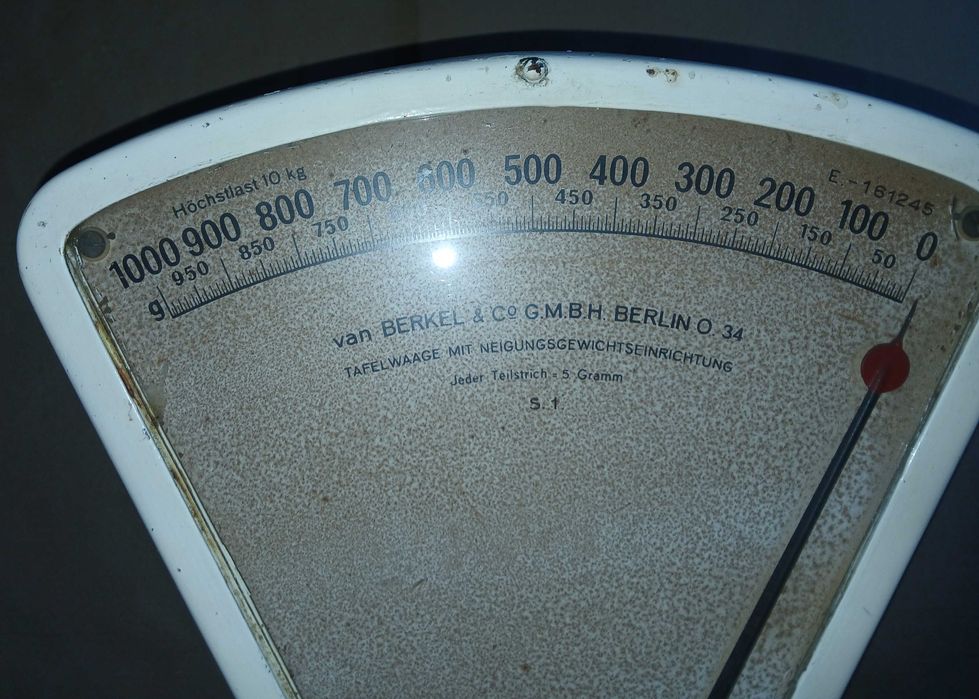 Höchstlast 10 kg
E.-161245
1000 900 800 700 600 500 400 300 200 100 0
950 850 750 450 350 250 150 50
g
van BERKEL & Cº G.M.B.H. BERLIN O. 34
TAFELWAAGE MIT NEIGUNGSGEWICHTSEINRICHTUNG
Jeder Teilstrich = 5 Gramm
S. t